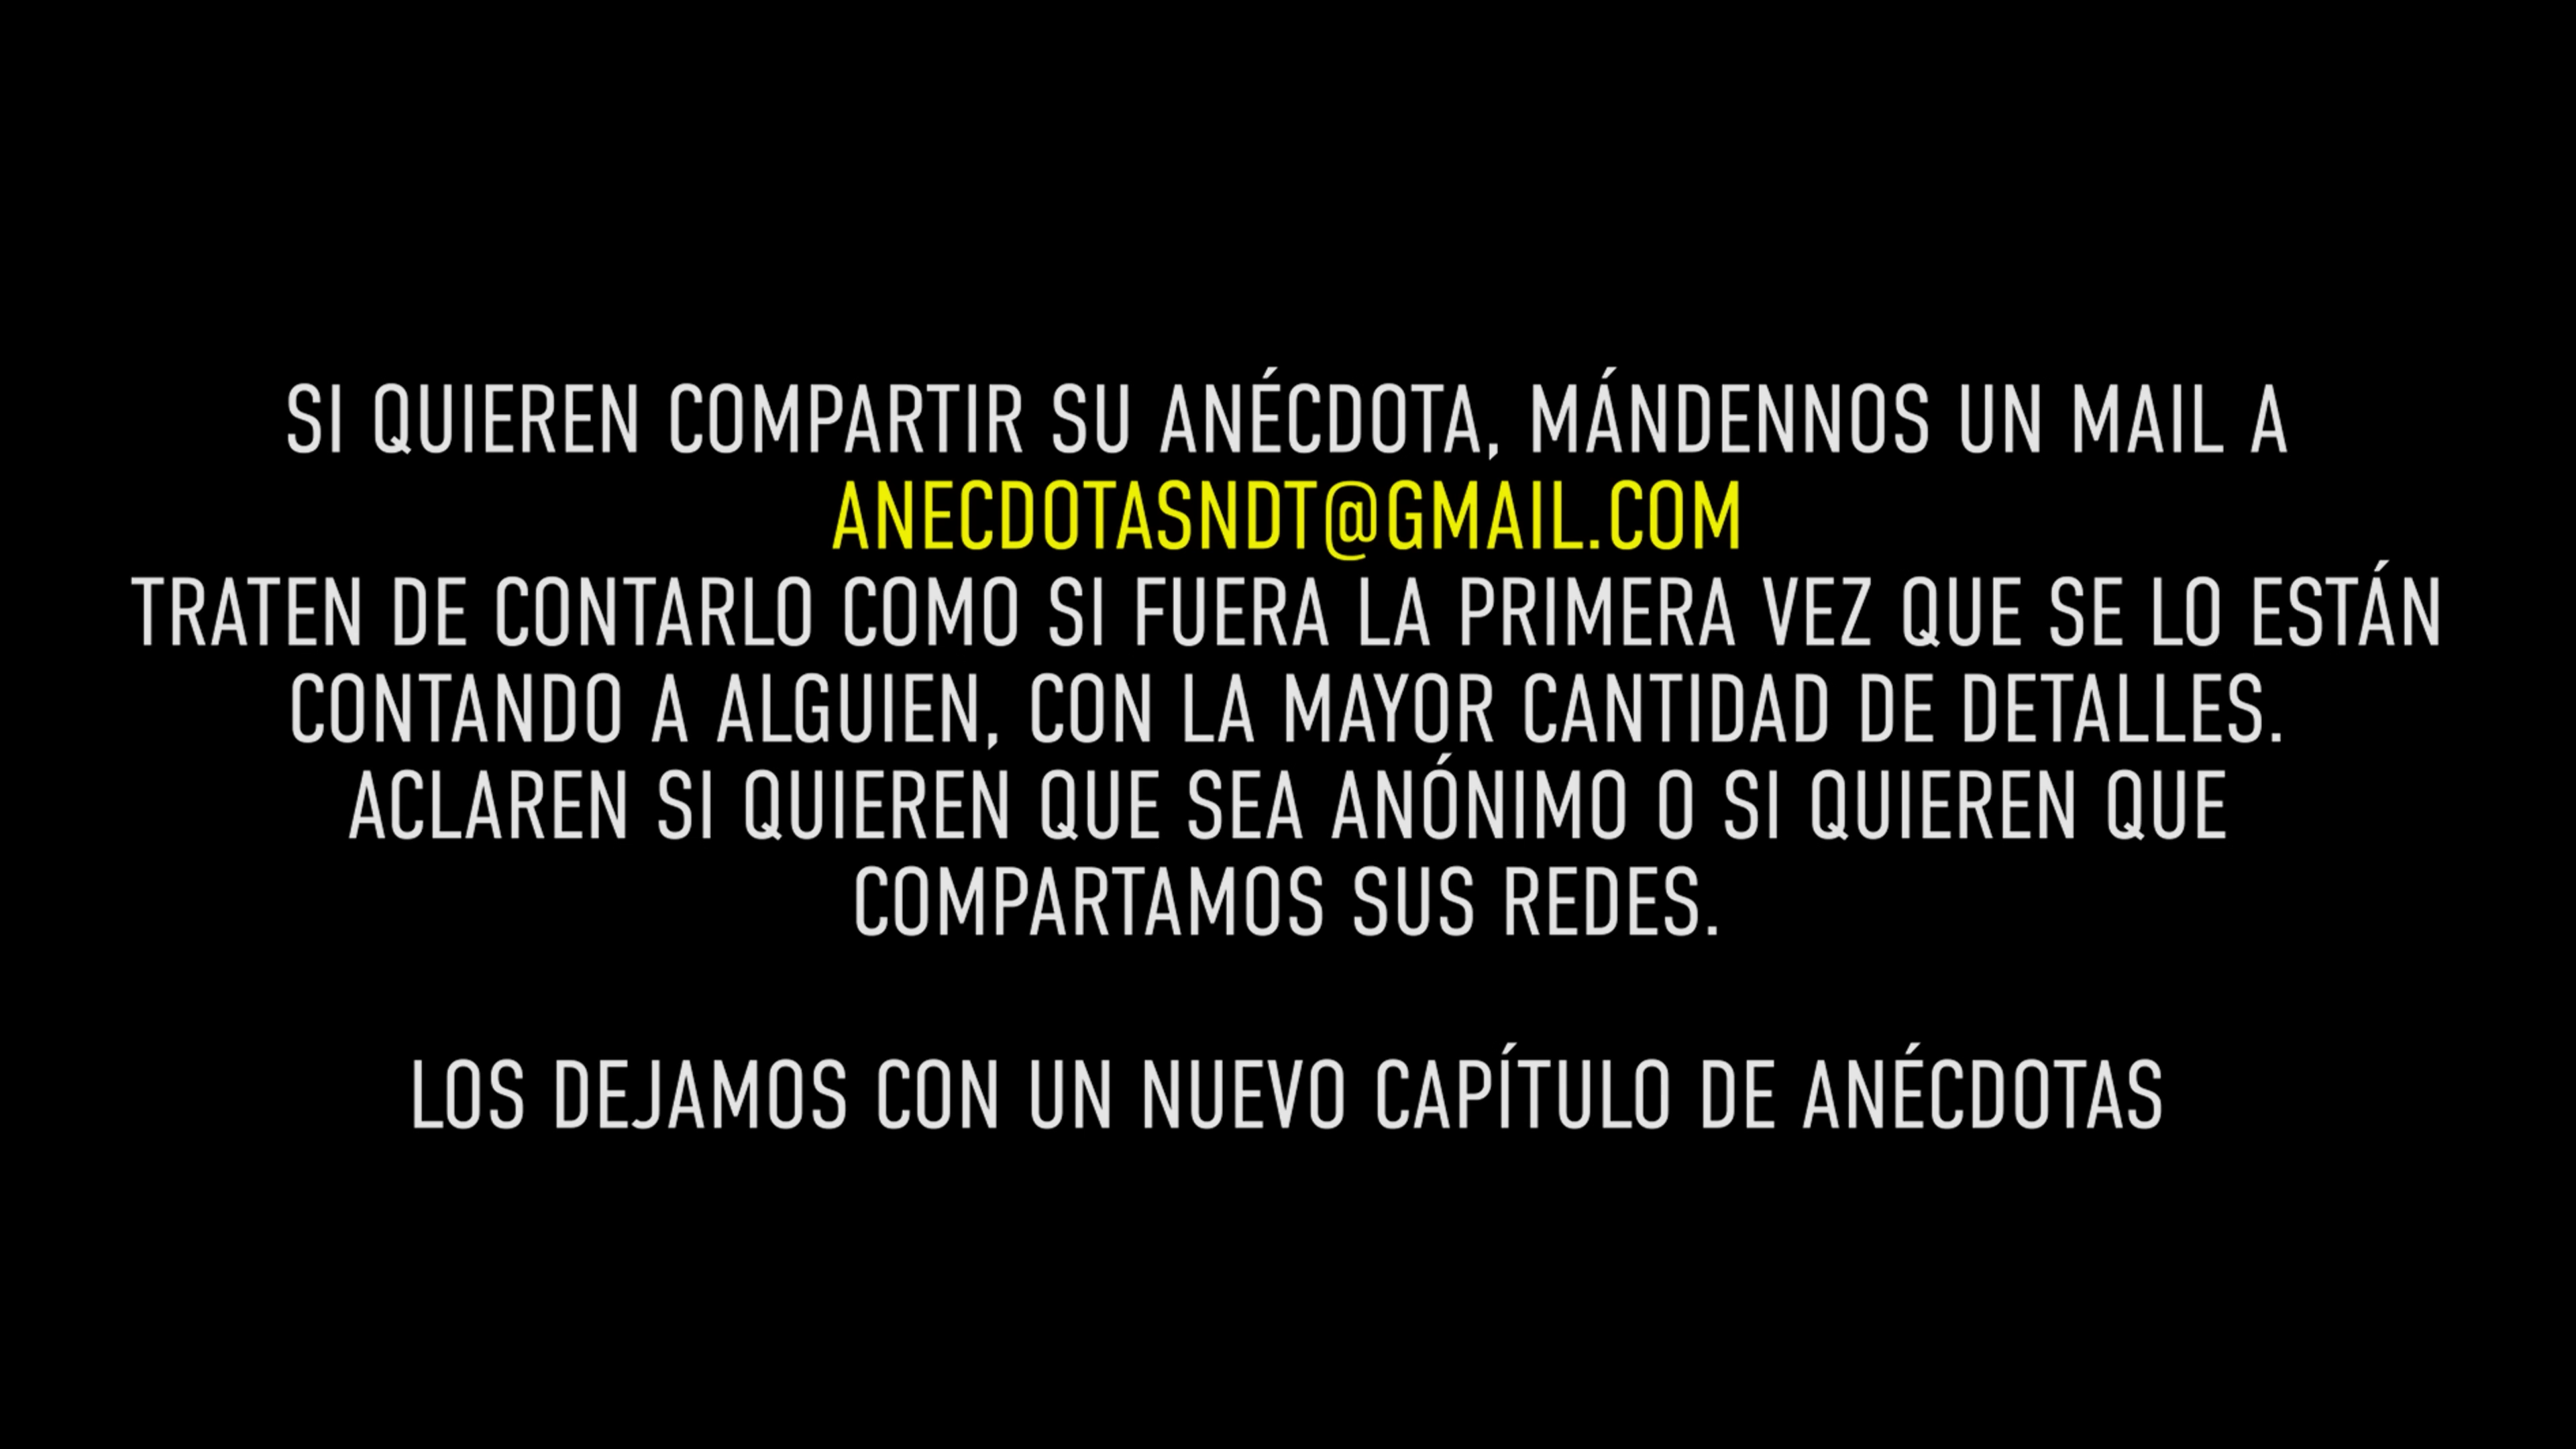 SI QUIEREN COMPARTIR SU ANÉCDOTA, MÁNDENNOS UN MAIL A
ANECDOTASNDT@GMAIL.COM
TRATEN DE CONTARLO COMO SI FUERA LA PRIMERA VEZ QUE SE LO ESTÁN
CONTANDO A ALGUIEN, CON LA MAYOR CANTIDAD DE DETALLES.
ACLAREN SI QUIEREN QUE SEA ANÓNIMO O SI QUIEREN QUE
COMPARTAMOS SUS REDES.
LOS DEJAMOS CON UN NUEVO CAPÍTULO DE ANÉCDOTAS